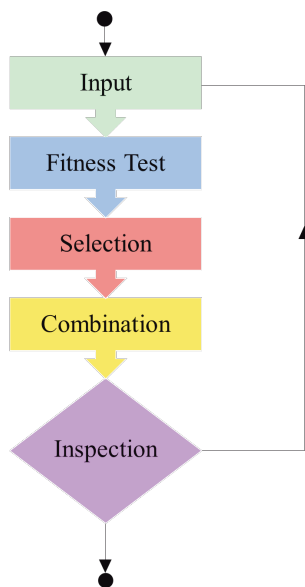 Input
Fitness Test
Selection
Combination
Inspection